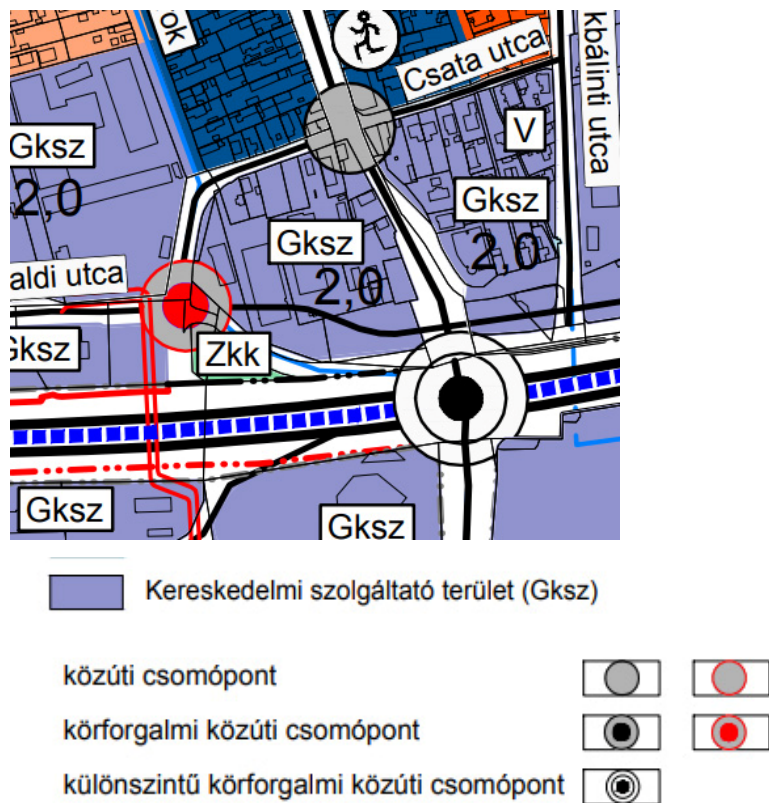 rok
Csata utca
kbálinti utca
V
Gksz
2,0
Gksz
2,0
Gksz
2,0
aldi utca
Gksz
Zkk
Gksz
Gksz
Kereskedelmi szolgáltató terület (Gksz)
közúti csomópont
körforgalmi közúti csomópont
különszintű körforgalmi közúti csomópont